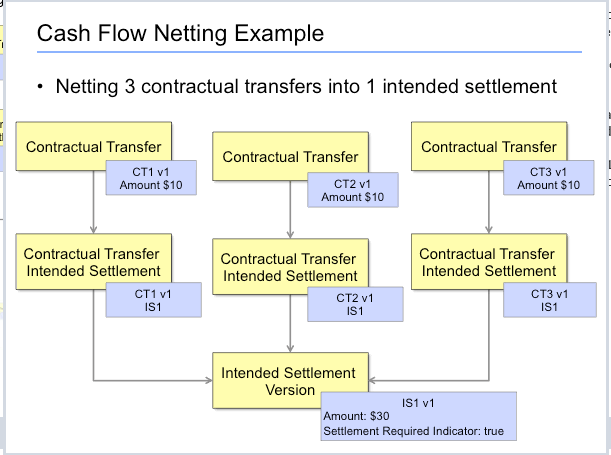 Cash Flow Netting Example
• Netting 3 contractual transfers into 1 intended settlement
Contractual Transfer
CT1 v1
Amount $10
Contractual Transfer
CT2 v1
Amount $10
Contractual Transfer
CT3 v1
Amount $10
Contractual Transfer
Intended Settlement
CT1 v1
IS1
Contractual Transfer
Intended Settlement
CT2 v1
IS1
Contractual Transfer
Intended Settlement
CT3 v1
IS1
Intended Settlement
Version
IS1 v1
Amount: $30
Settlement Required Indicator: true